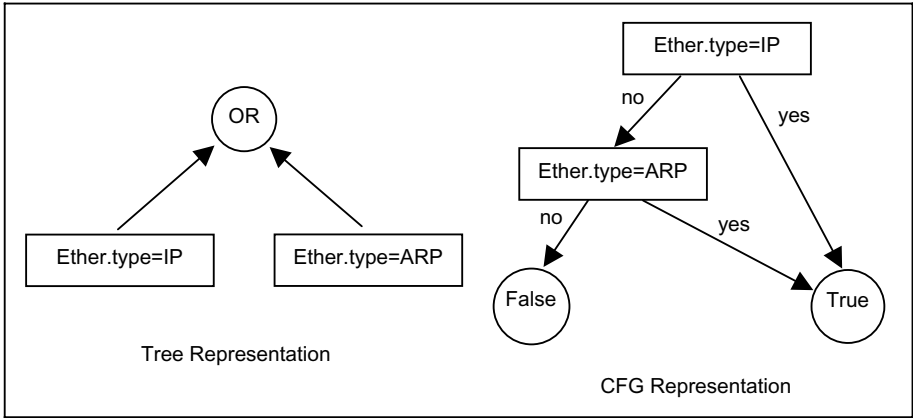 OR
Ether.type=IP
Ether.type=ARP
Tree Representation
Ether.type=IP
no
yes
Ether.type=ARP
no
yes
False
True
CFG Representation